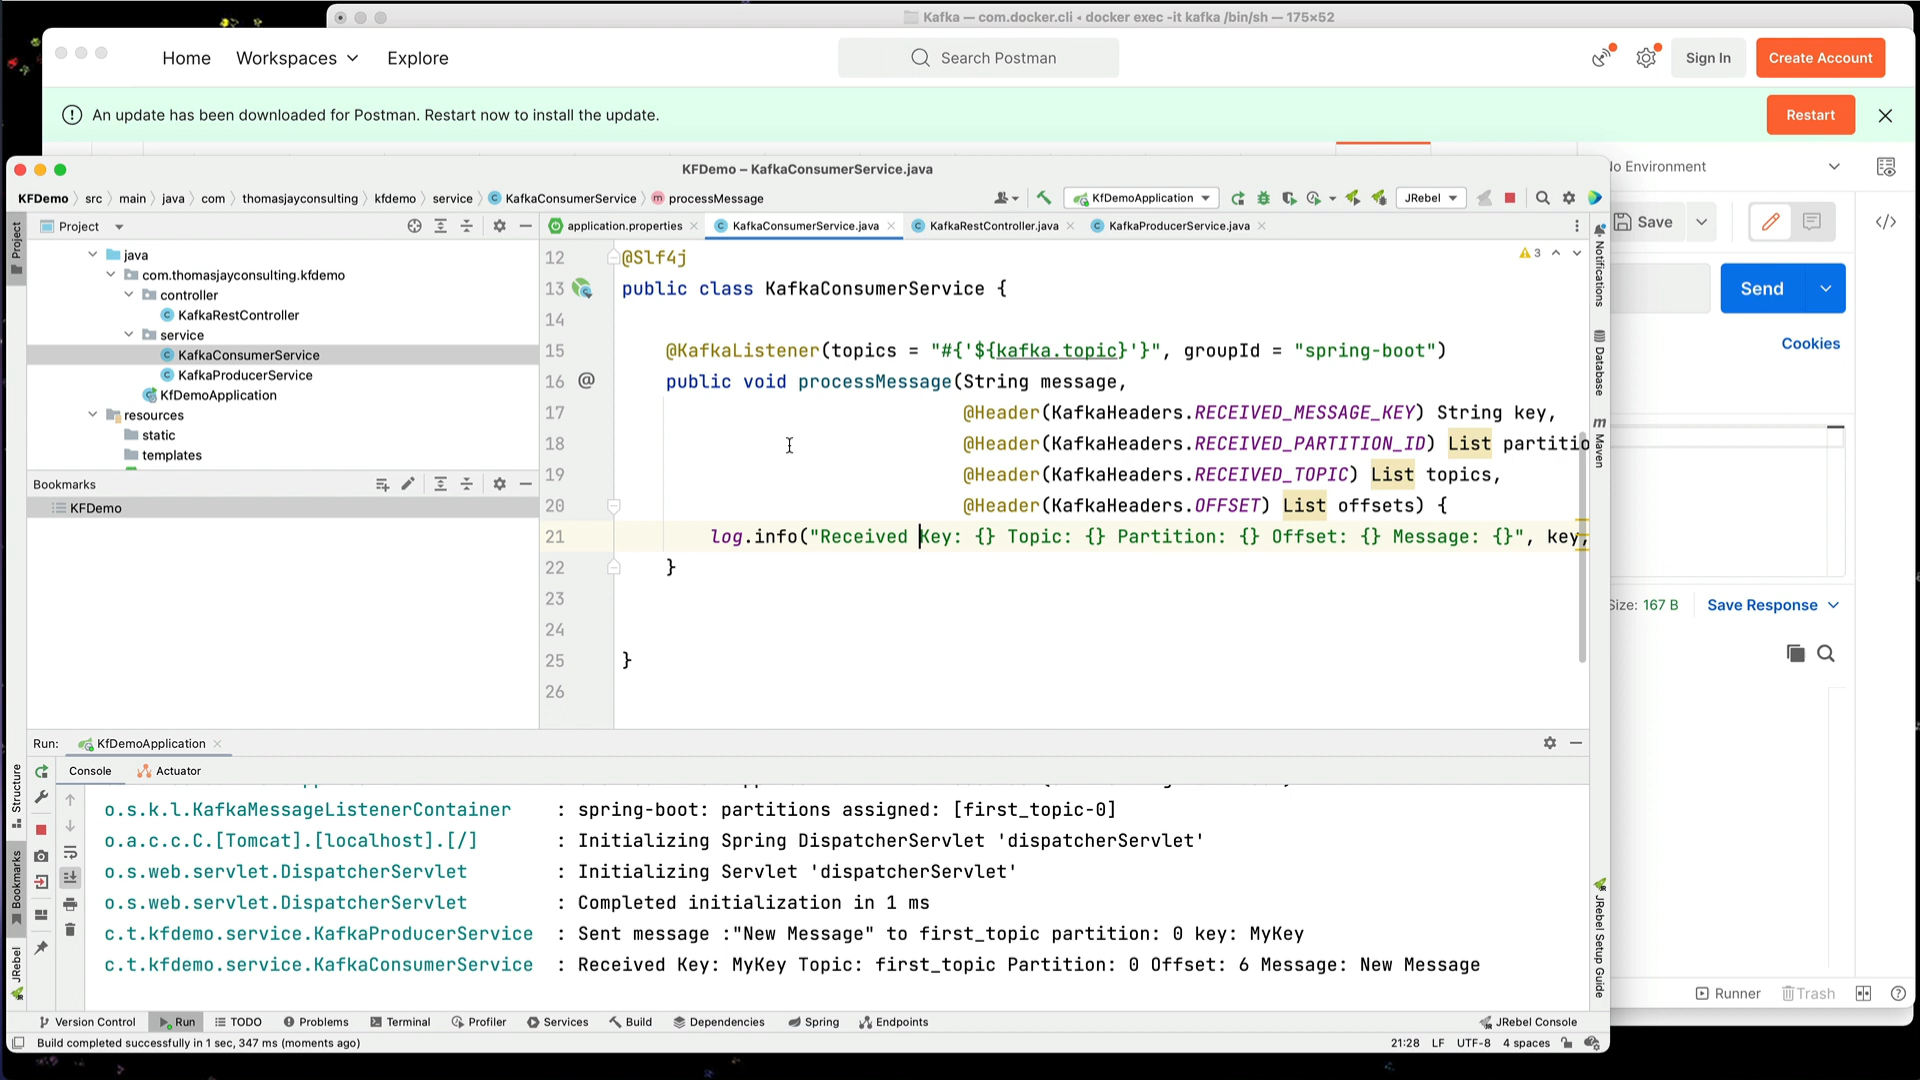 Kafka — com.docker.cli ◂ docker exec -it kafka /bin/sh — 175×52
Home Workspaces Explore Search Postman Sign In Create Account
An update has been downloaded for Postman. Restart now to install the update. Restart
KFDemo – KafkaConsumerService.java
KFDemo src main java com thomasjayconsulting kfdemo service KafkaConsumerService processMessage KfDemoApplication JRebel
Project
application.properties KafkaConsumerService.java KafkaRestController.java KafkaProducerService.java
java
com.thomasjayconsulting.kfdemo
controller
KafkaRestController
service
KafkaConsumerService
KafkaProducerService
KfDemoApplication
resources
static
templates
Bookmarks
KFDemo
12 @Slf4j
3
13 public class KafkaConsumerService {
14
15 @KafkaListener(topics = "#{'${kafka.topic}'}", groupId = "spring-boot")
16 @ public void processMessage(String message,
17 @Header(KafkaHeaders.RECEIVED_MESSAGE_KEY) String key,
18 @Header(KafkaHeaders.RECEIVED_PARTITION_ID) List partitio
19 @Header(KafkaHeaders.RECEIVED_TOPIC) List topics,
20 @Header(KafkaHeaders.OFFSET) List offsets) {
21 log.info("Received Key: {} Topic: {} Partition: {} Offset: {} Message: {}", key,
22 }
23
24
25 }
26
Run: KfDemoApplication
Console Actuator
o.s.k.l.KafkaMessageListenerContainer : spring-boot: partitions assigned: [first_topic-0]
o.a.c.c.C.[Tomcat].[localhost].[/] : Initializing Spring DispatcherServlet 'dispatcherServlet'
o.s.web.servlet.DispatcherServlet : Initializing Servlet 'dispatcherServlet'
o.s.web.servlet.DispatcherServlet : Completed initialization in 1 ms
c.t.kfdemo.service.KafkaProducerService : Sent message :"New Message" to first_topic partition: 0 key: MyKey
c.t.kfdemo.service.KafkaConsumerService : Received Key: MyKey Topic: first_topic Partition: 0 Offset: 6 Message: New Message
Version Control Run TODO Problems Terminal Profiler Services Build Dependencies Spring Endpoints JRebel Console
Build completed successfully in 1 sec, 347 ms (moments ago) 21:28 LF UTF-8 4 spaces
Project
Structure
Bookmarks
JRebel
Notifications
Database
Maven
JRebel Setup Guide
Environment
Save
Send
Cookies
Size: 167 B Save Response
Runner Trash